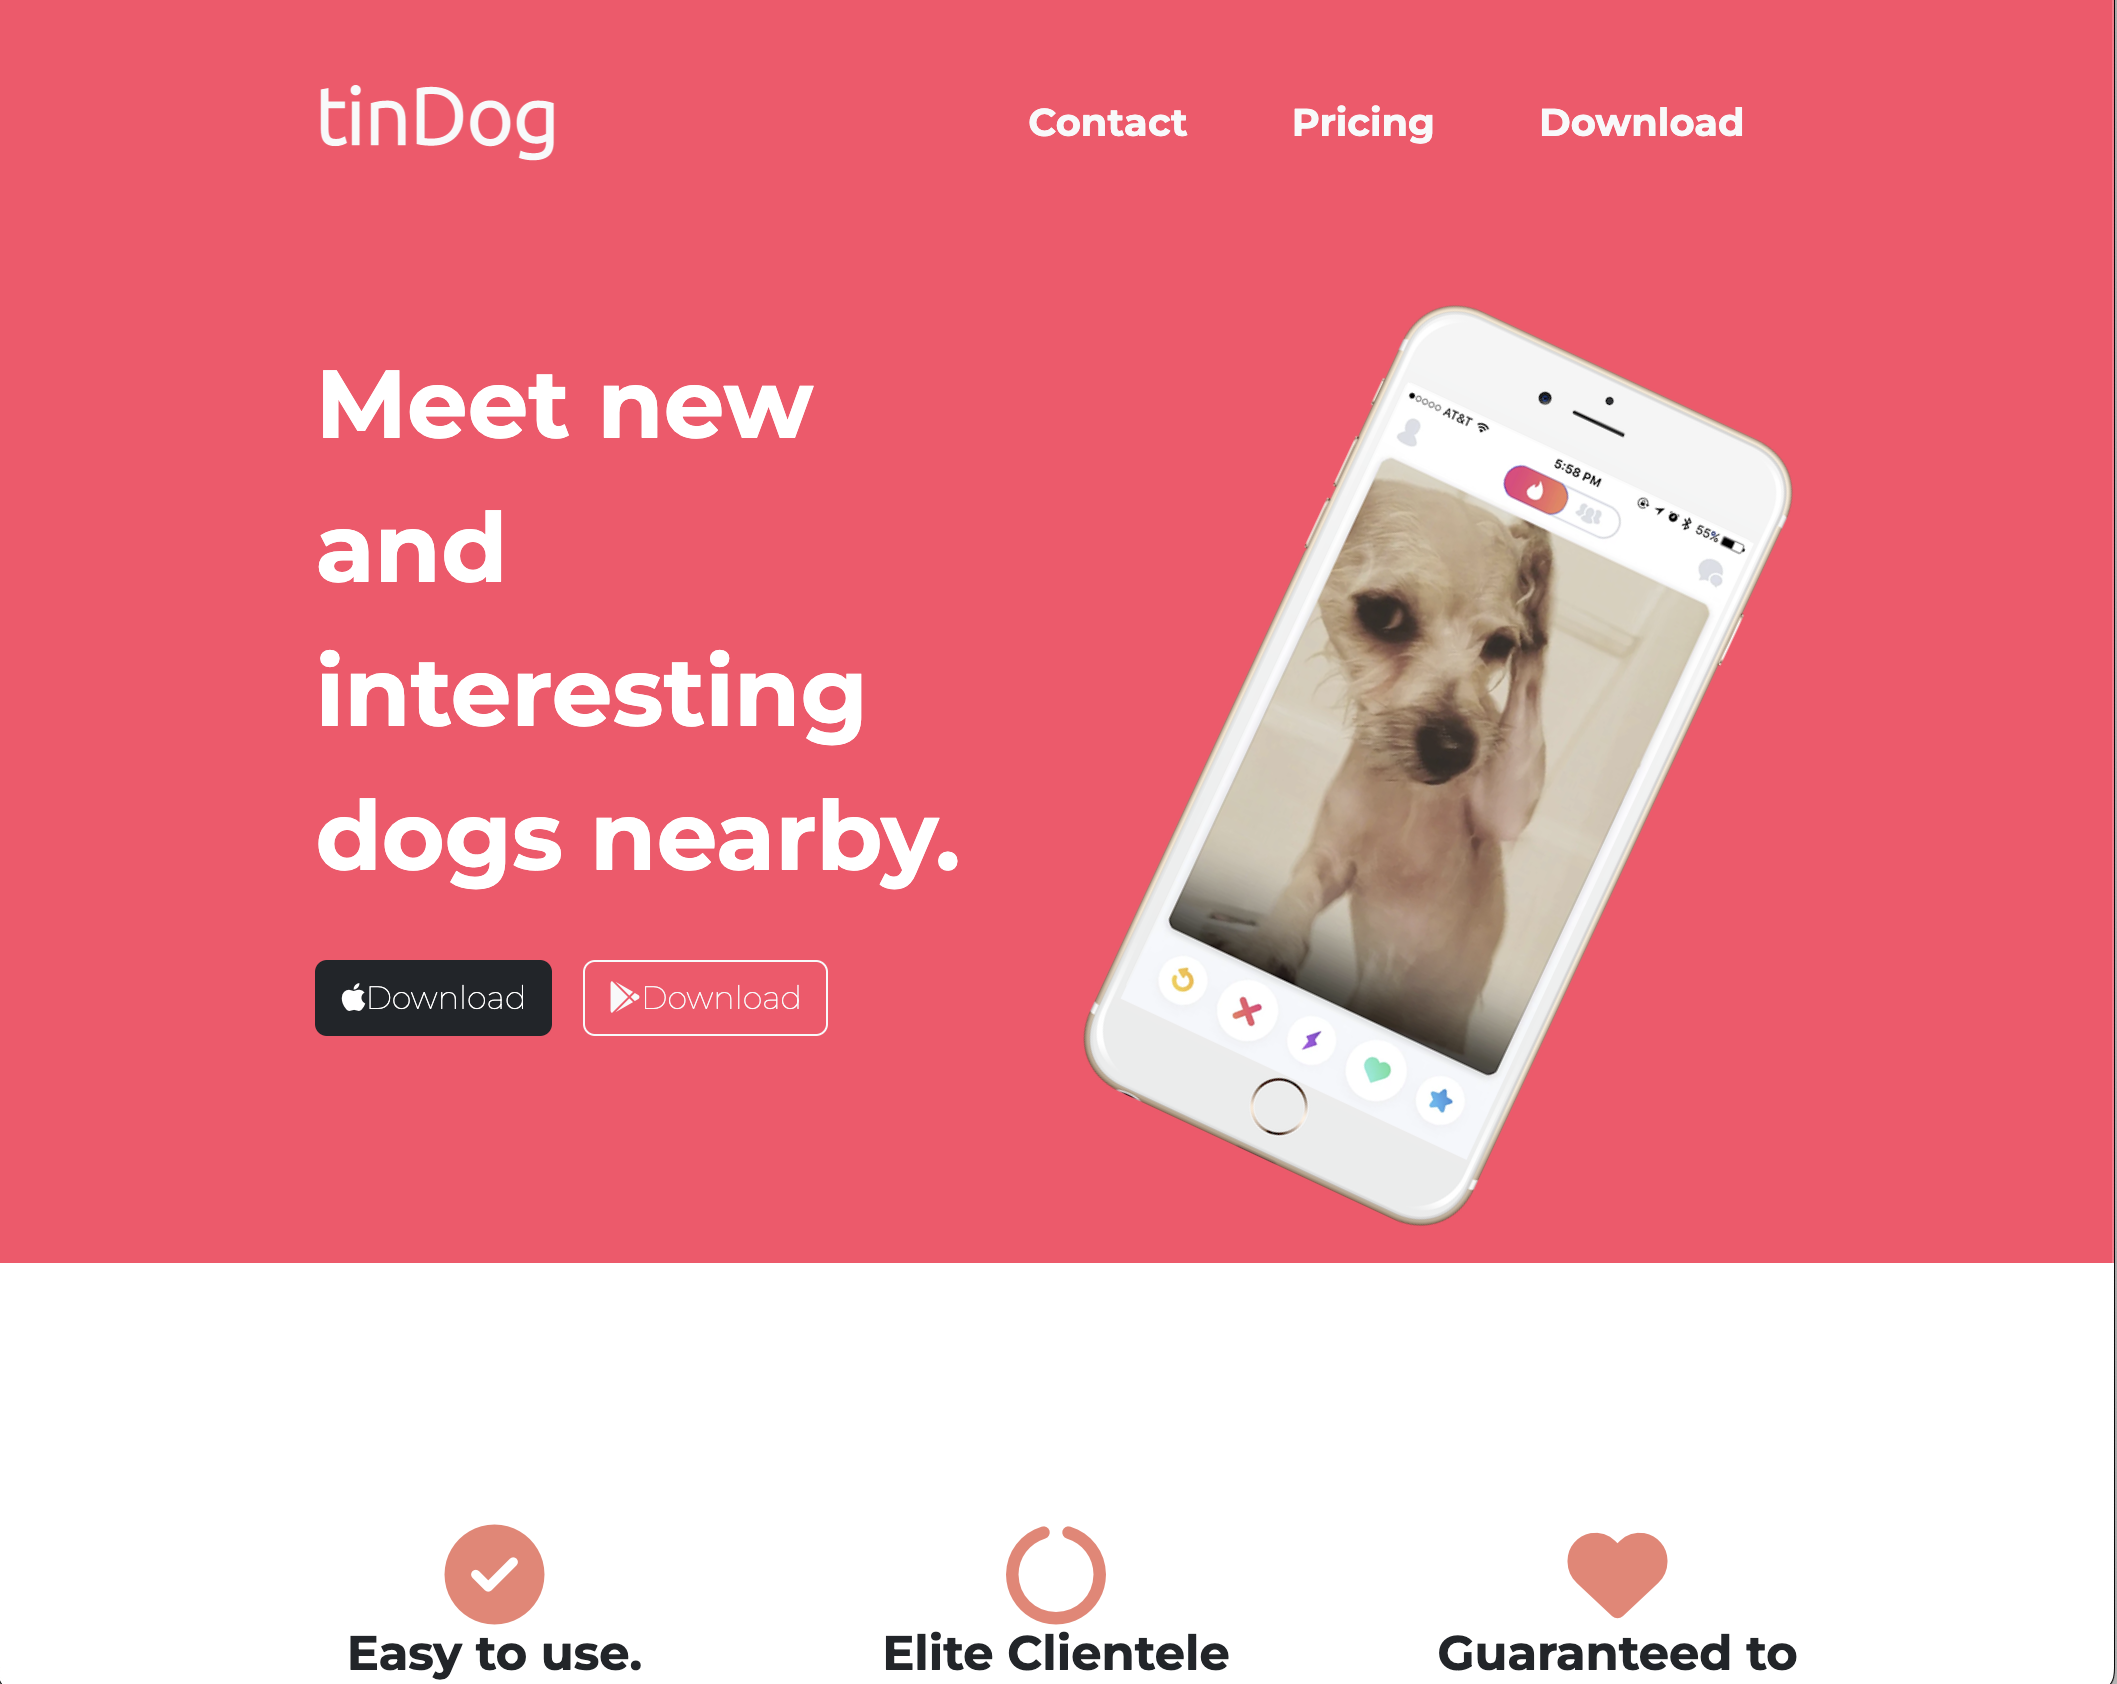 tinDog
Contact Pricing Download
Meet new
and
interesting
dogs nearby.
AT&T
5:58 PM
55%
Download Download
Easy to use. Elite Clientele Guaranteed to